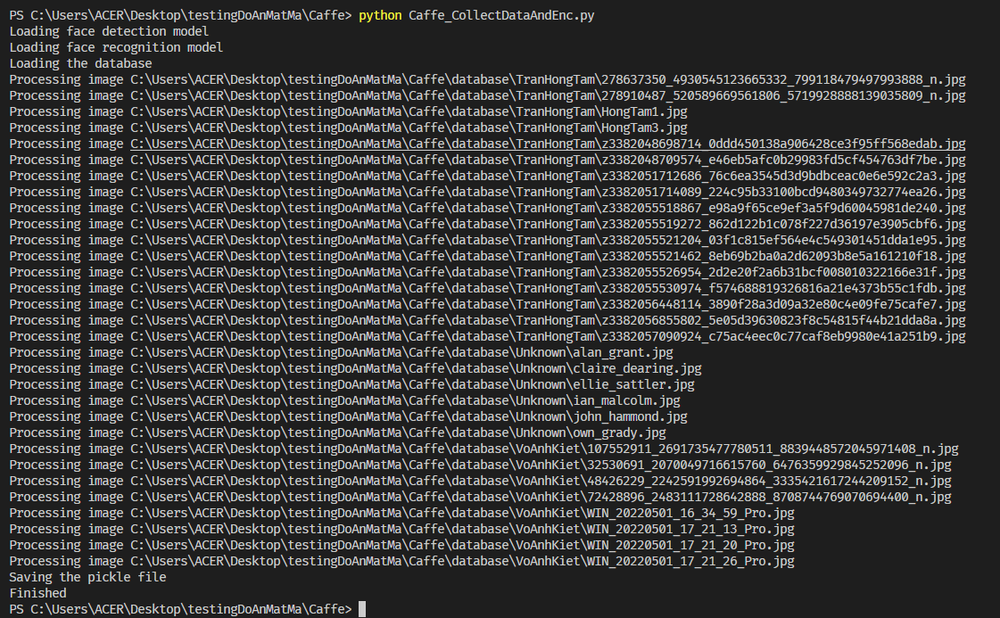 PS C:\Users\ACER\Desktop\testingDoAnMatMa\Caffe> python Caffe_CollectDataAndEnc.py
Loading face detection model
Loading face recognition model
Loading the database
Processing image C:\Users\ACER\Desktop\testingDoAnMatMa\Caffe\database\TranHongTam\278637350_4930545123665332_799118479497993888_n.jpg
Processing image C:\Users\ACER\Desktop\testingDoAnMatMa\Caffe\database\TranHongTam\278910487_520589669561806_5719928888139035809_n.jpg
Processing image C:\Users\ACER\Desktop\testingDoAnMatMa\Caffe\database\TranHongTam\HongTam1.jpg
Processing image C:\Users\ACER\Desktop\testingDoAnMatMa\Caffe\database\TranHongTam\HongTam3.jpg
Processing image C:\Users\ACER\Desktop\testingDoAnMatMa\Caffe\database\TranHongTam\z3382048698714_0ddd450138a906428ce3f95ff568edab.jpg
Processing image C:\Users\ACER\Desktop\testingDoAnMatMa\Caffe\database\TranHongTam\z3382048709574_e46eb5afc0b29983fd5cf454763df7be.jpg
Processing image C:\Users\ACER\Desktop\testingDoAnMatMa\Caffe\database\TranHongTam\z3382051712686_76c6ea3545d3d9bdbceac0e6e592c2a3.jpg
Processing image C:\Users\ACER\Desktop\testingDoAnMatMa\Caffe\database\TranHongTam\z3382051714089_224c95b33100bcd9480349732774ea26.jpg
Processing image C:\Users\ACER\Desktop\testingDoAnMatMa\Caffe\database\TranHongTam\z3382055518867_e98a9f65ce9ef3a5f9d60045981de240.jpg
Processing image C:\Users\ACER\Desktop\testingDoAnMatMa\Caffe\database\TranHongTam\z3382055519272_862d122b1c078f227d36197e3905cbf6.jpg
Processing image C:\Users\ACER\Desktop\testingDoAnMatMa\Caffe\database\TranHongTam\z3382055521204_03f1c815ef564e4c549301451dda1e95.jpg
Processing image C:\Users\ACER\Desktop\testingDoAnMatMa\Caffe\database\TranHongTam\z3382055521462_8eb69b2ba0a2d62093b8e5a161210f18.jpg
Processing image C:\Users\ACER\Desktop\testingDoAnMatMa\Caffe\database\TranHongTam\z3382055526954_2d2e20f2a6b31bcf008010322166e31f.jpg
Processing image C:\Users\ACER\Desktop\testingDoAnMatMa\Caffe\database\TranHongTam\z3382055530974_f574688819326816a21e4373b55c1fdb.jpg
Processing image C:\Users\ACER\Desktop\testingDoAnMatMa\Caffe\database\TranHongTam\z3382056448114_3890f28a3d09a32e80c4e09fe75cafe7.jpg
Processing image C:\Users\ACER\Desktop\testingDoAnMatMa\Caffe\database\TranHongTam\z3382056855802_5e05d39630823f8c54815f44b21dda8a.jpg
Processing image C:\Users\ACER\Desktop\testingDoAnMatMa\Caffe\database\TranHongTam\z3382057090924_c75ac4eec0c77caf8eb9980e41a251b9.jpg
Processing image C:\Users\ACER\Desktop\testingDoAnMatMa\Caffe\database\Unknown\alan_grant.jpg
Processing image C:\Users\ACER\Desktop\testingDoAnMatMa\Caffe\database\Unknown\claire_dearing.jpg
Processing image C:\Users\ACER\Desktop\testingDoAnMatMa\Caffe\database\Unknown\ellie_sattler.jpg
Processing image C:\Users\ACER\Desktop\testingDoAnMatMa\Caffe\database\Unknown\ian_malcolm.jpg
Processing image C:\Users\ACER\Desktop\testingDoAnMatMa\Caffe\database\Unknown\john_hammond.jpg
Processing image C:\Users\ACER\Desktop\testingDoAnMatMa\Caffe\database\Unknown\own_grady.jpg
Processing image C:\Users\ACER\Desktop\testingDoAnMatMa\Caffe\database\VoAnhKiet\107552911_2691735477780511_8839448572045971408_n.jpg
Processing image C:\Users\ACER\Desktop\testingDoAnMatMa\Caffe\database\VoAnhKiet\32530691_2070049716615760_6476359929845252096_n.jpg
Processing image C:\Users\ACER\Desktop\testingDoAnMatMa\Caffe\database\VoAnhKiet\48426229_2242591992694864_3335421617244209152_n.jpg
Processing image C:\Users\ACER\Desktop\testingDoAnMatMa\Caffe\database\VoAnhKiet\72428896_2483111728642888_8708744769070694400_n.jpg
Processing image C:\Users\ACER\Desktop\testingDoAnMatMa\Caffe\database\VoAnhKiet\WIN_20220501_16_34_59_Pro.jpg
Processing image C:\Users\ACER\Desktop\testingDoAnMatMa\Caffe\database\VoAnhKiet\WIN_20220501_17_21_13_Pro.jpg
Processing image C:\Users\ACER\Desktop\testingDoAnMatMa\Caffe\database\VoAnhKiet\WIN_20220501_17_21_20_Pro.jpg
Processing image C:\Users\ACER\Desktop\testingDoAnMatMa\Caffe\database\VoAnhKiet\WIN_20220501_17_21_26_Pro.jpg
Saving the pickle file
Finished
PS C:\Users\ACER\Desktop\testingDoAnMatMa\Caffe>